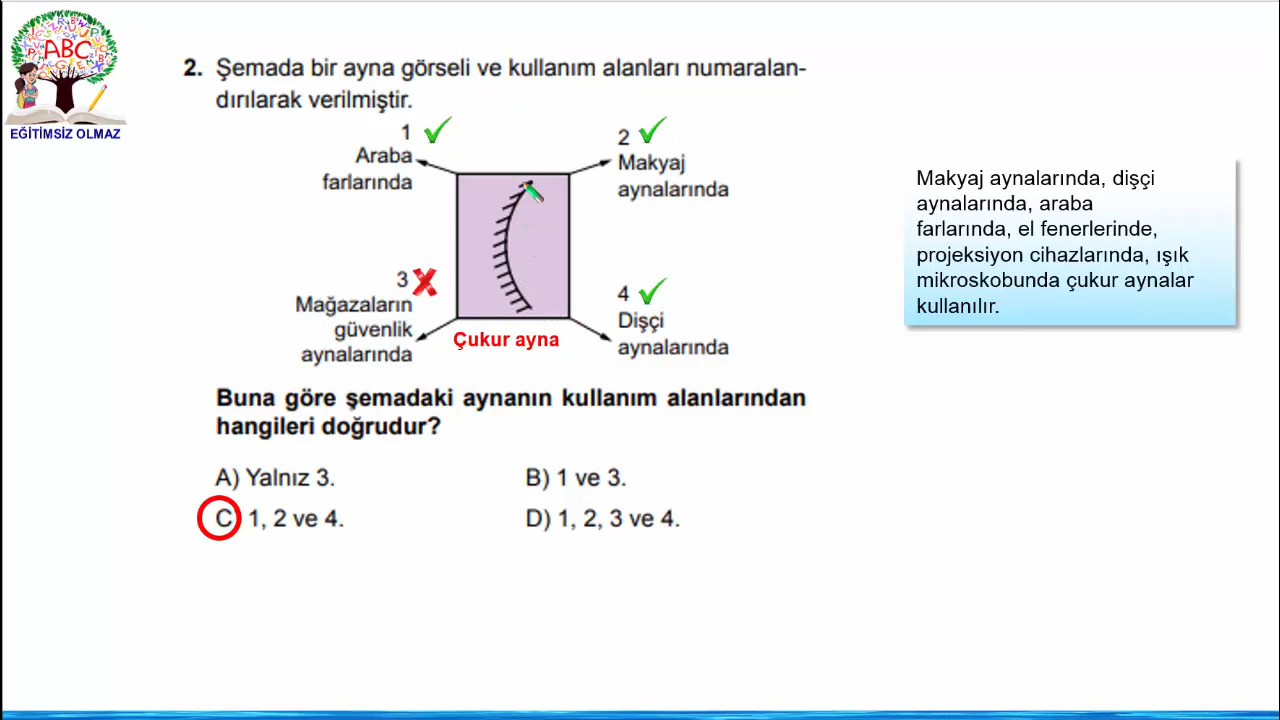 ABC
EĞİTİMSİZ OLMAZ
2. Şemada bir ayna görseli ve kullanım alanları numaralan-
dırılarak verilmiştir.
1
Araba
farlarında
2
Makyaj
aynalarında
3
Mağazaların
güvenlik
aynalarında
4
Dişçi
aynalarında
Çukur ayna
Buna göre şemadaki aynanın kullanım alanlarından
hangileri doğrudur?
A) Yalnız 3.
B) 1 ve 3.
C) 1, 2 ve 4.
D) 1, 2, 3 ve 4.
Makyaj aynalarında, dişçi
aynalarında, araba
farlarında, el fenerlerinde,
projeksiyon cihazlarında, ışık
mikroskobunda çukur aynalar
kullanılır.